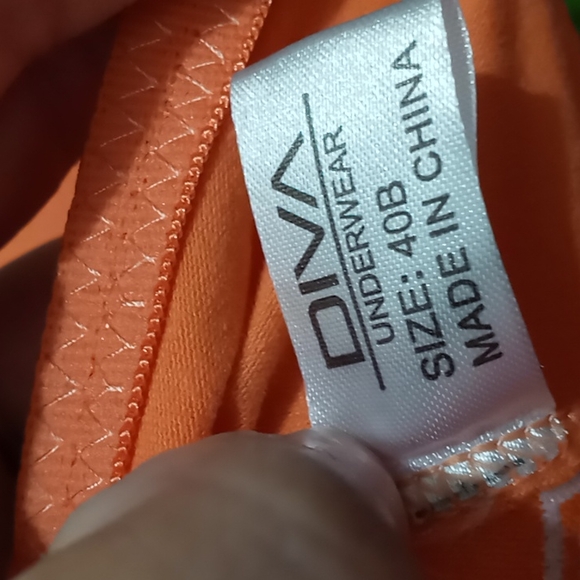 DIVA
UNDERWEAR
SIZE: 40B
MADE IN CHINA